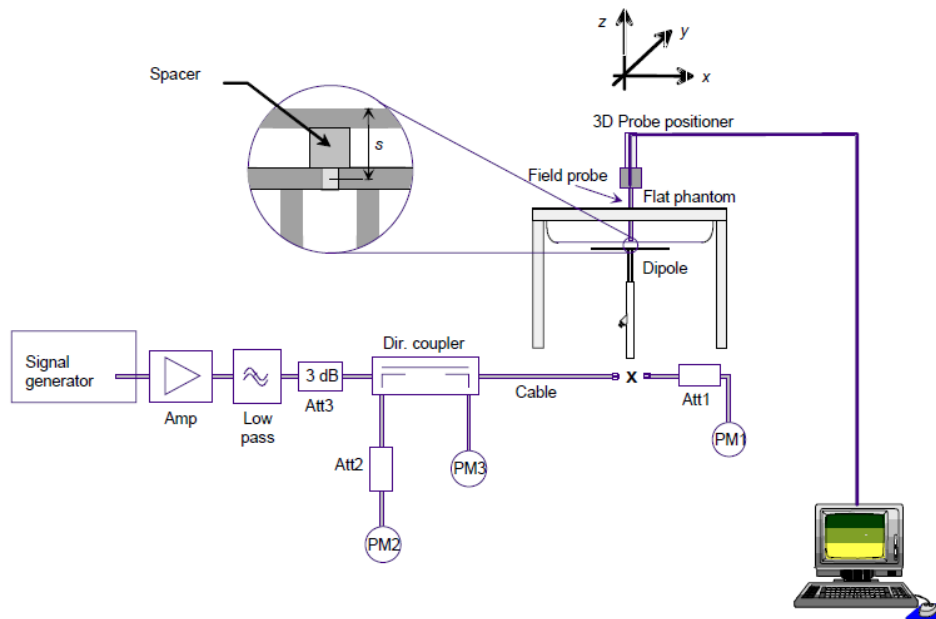 z
y
x
Spacer
s
3D Probe positioner
Field probe
Flat phantom
Dipole
Signal
generator
Amp
Low
pass
3 dB
Att3
Dir. coupler
Cable
x
Att1
PM1
Att2
PM3
PM2